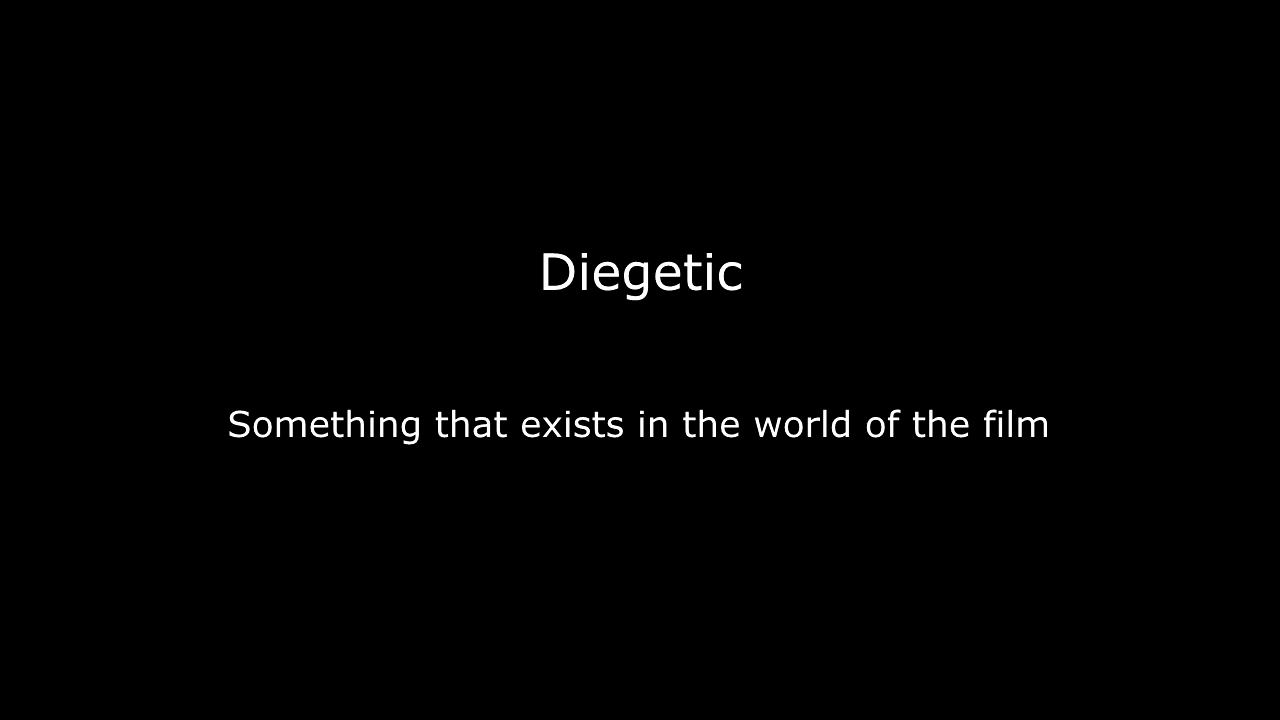 Diegetic
Something that exists in the world of the film